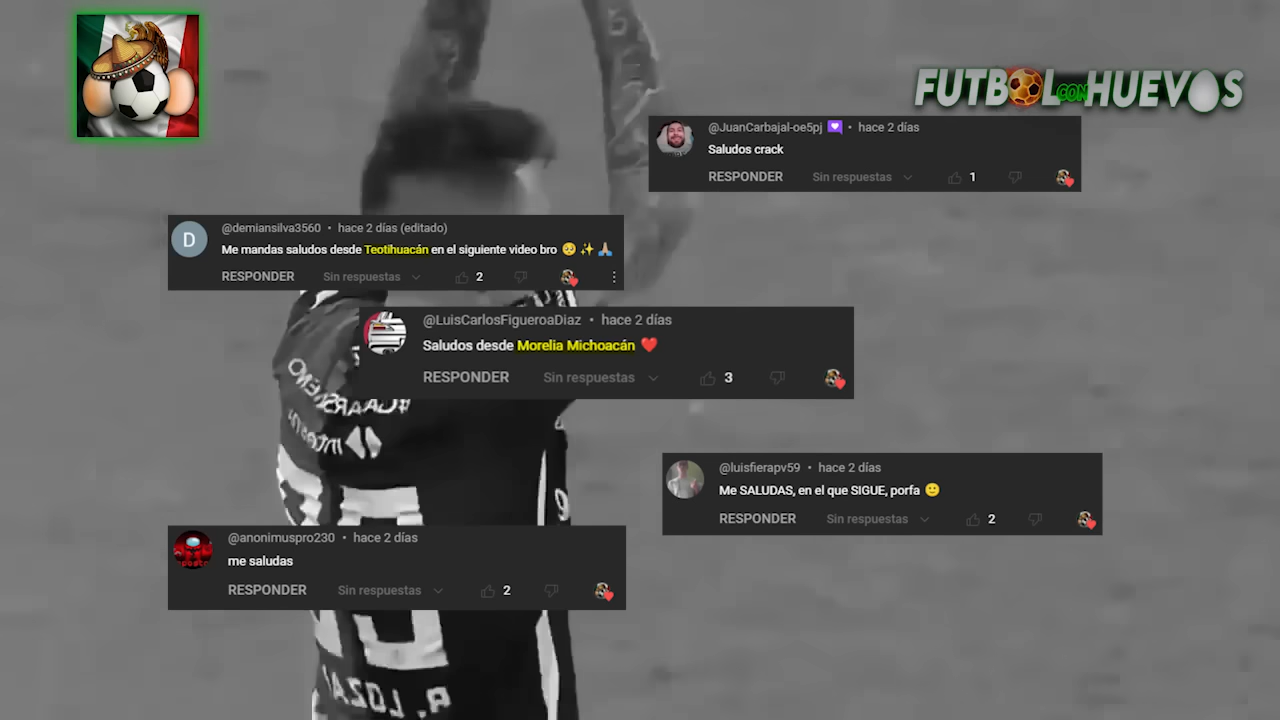 FUTBOL CON HUEVOS
@JuanCarbajal-oe5pj • hace 2 días
Saludos crack
RESPONDER Sin respuestas 1
@demiansilva3560 • hace 2 días (editado)
Me mandas saludos desde Teotihuacán en el siguiente video bro 🥺✨🙏🏼
RESPONDER Sin respuestas 2
@LuisCarlosFigueroaDiaz • hace 2 días
Saludos desde Morelia Michoacán ❤️
RESPONDER Sin respuestas 3
@luisfierapv59 • hace 2 días
Me SALUDAS, en el que SIGUE, porfa 🙂
RESPONDER Sin respuestas 2
@anonimuspro230 • hace 2 días
me saludas
RESPONDER Sin respuestas 2